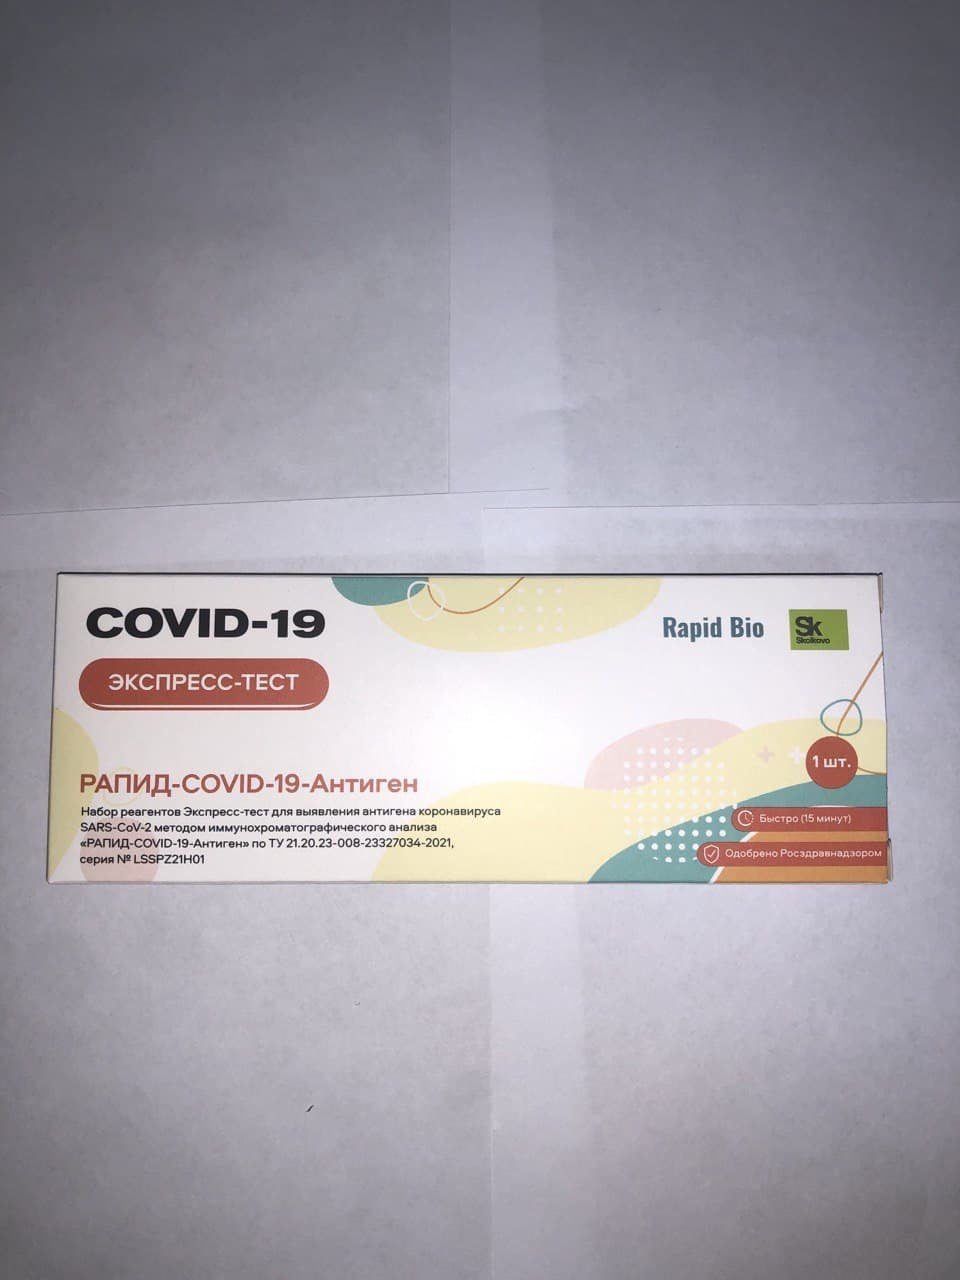 COVID-19
ЭКСПРЕСС-ТЕСТ
Rapid Bio
Sk
Skolkovo
РАПИД-COVID-19-Антиген
Набор реагентов Экспресс-тест для выявления антигена коронавируса
SARS-CoV-2 методом иммунохроматографического анализа
«РАПИД-COVID-19-Антиген» по ТУ 21.20.23-008-23327034-2021,
серия № LSSPZ21H01
1 шт.
Быстро (15 минут)
Одобрено Росздравнадзором